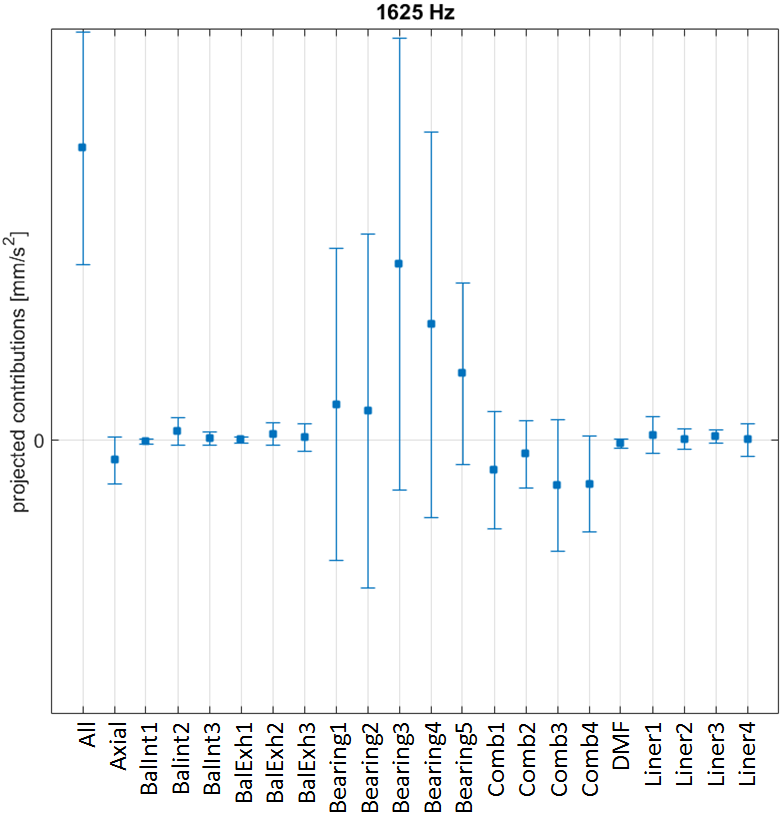 1625 Hz
projected contributions [mm/s²]
0
All
Axial
BalInt1
Balint2
BalInt3
BalExh1
BalExh2
BalExh3
Bearing1
Bearing2
Bearing3
Bearing4
Bearing5
Comb1
Comb2
Comb3
Comb4
DMF
Liner1
Liner2
Liner3
Liner4